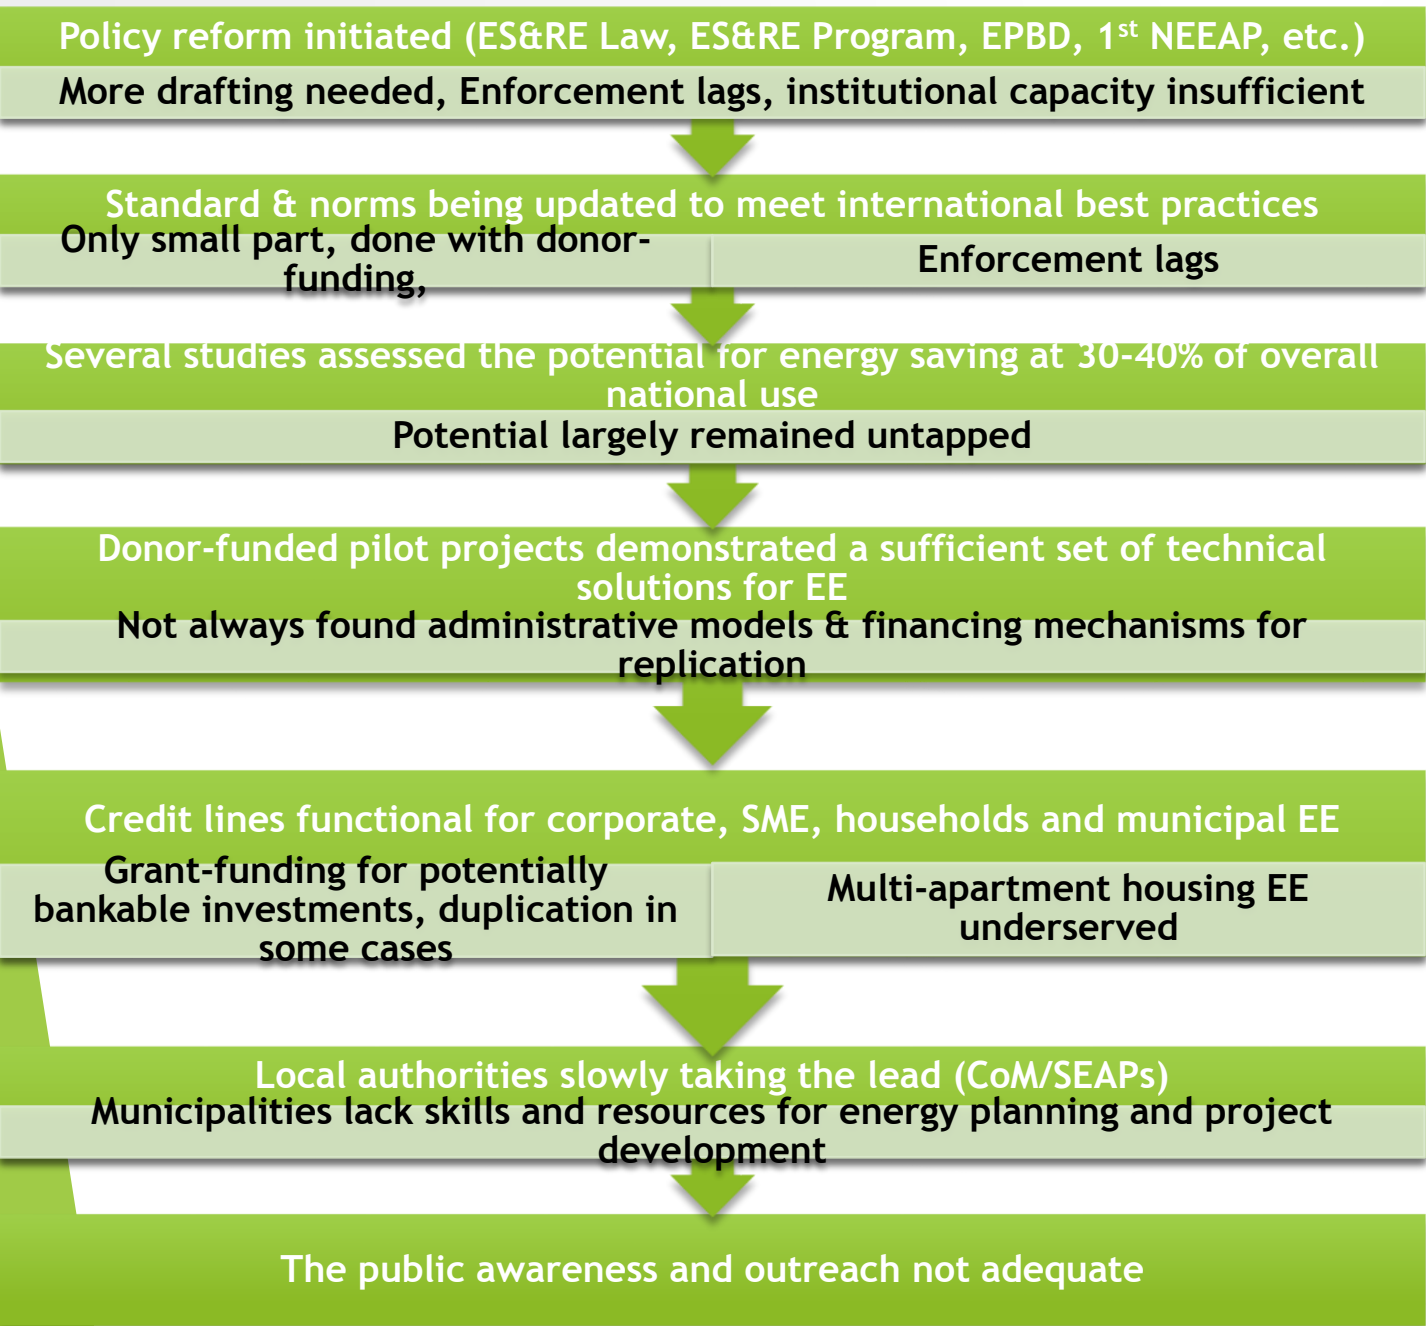 Policy reform initiated (ES&RE Law, ES&RE Program, EPBD, 1st NEEAP, etc.)
More drafting needed, Enforcement lags, institutional capacity insufficient
Standard & norms being updated to meet international best practices
Only small part, done with donor-
funding,
Enforcement lags
Several studies assessed the potential for energy saving at 30-40% of overall
national use
Potential largely remained untapped
Donor-funded pilot projects demonstrated a sufficient set of technical
solutions for EE
Not always found administrative models & financing mechanisms for
replication
Credit lines functional for corporate, SME, households and municipal EE
Grant-funding for potentially
bankable investments, duplication in
some cases
Multi-apartment housing EE
underserved
Local authorities slowly taking the lead (CoM/SEAPs)
Municipalities lack skills and resources for energy planning and project
development
The public awareness and outreach not adequate